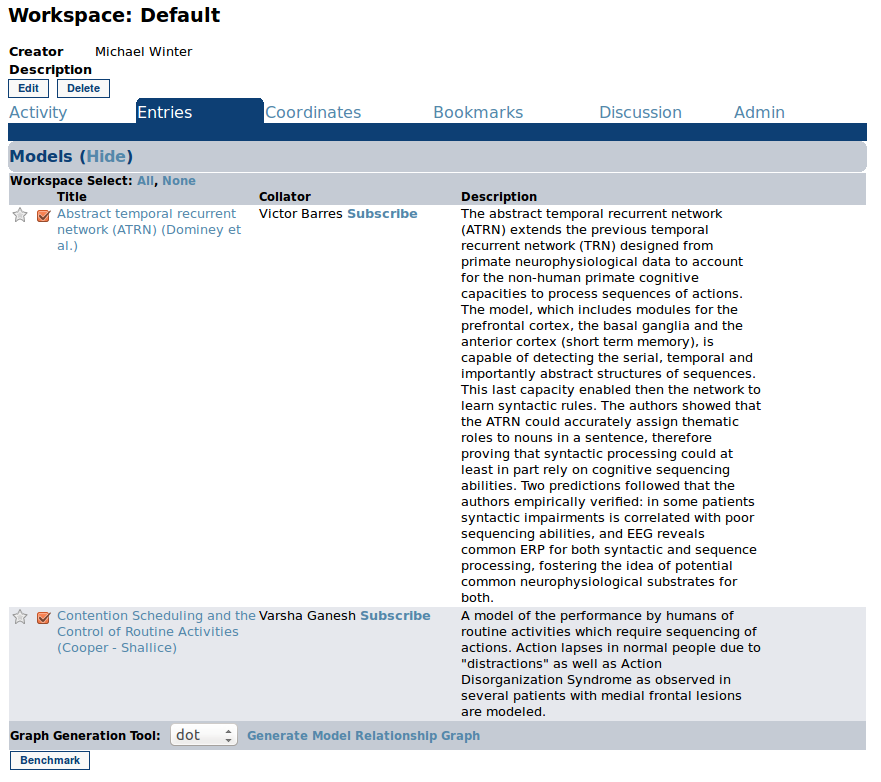 Workspace: Default
Creator Michael Winter
Description
Edit Delete
Activity Entries Coordinates Bookmarks Discussion Admin
Models (Hide)
Workspace Select: All, None
Title Collator Description
Abstract temporal recurrent
network (ATRN) (Dominey et
al.)
Victor Barres Subscribe
The abstract temporal recurrent network
(ATRN) extends the previous temporal
recurrent network (TRN) designed from
primate neurophysiological data to account
for the non-human primate cognitive
capacities to process sequences of actions.
The model, which includes modules for the
prefrontal cortex, the basal ganglia and the
anterior cortex (short term memory), is
capable of detecting the serial, temporal and
importantly abstract structures of sequences.
This last capacity enabled then the network to
learn syntactic rules. The authors showed that
the ATRN could accurately assign thematic
roles to nouns in a sentence, therefore
proving that syntactic processing could at
least in part rely on cognitive sequencing
abilities. Two predictions followed that the
authors empirically verified: in some patients
syntactic impairments is correlated with poor
sequencing abilities, and EEG reveals
common ERP for both syntactic and sequence
processing, fostering the idea of potential
common neurophysiological substrates for
both.
Contention Scheduling and the
Control of Routine Activities
(Cooper - Shallice)
Varsha Ganesh Subscribe
A model of the performance by humans of
routine activities which require sequencing of
actions. Action lapses in normal people due to
"distractions" as well as Action
Disorganization Syndrome as observed in
several patients with medial frontal lesions
are modeled.
Graph Generation Tool: dot Generate Model Relationship Graph
Benchmark